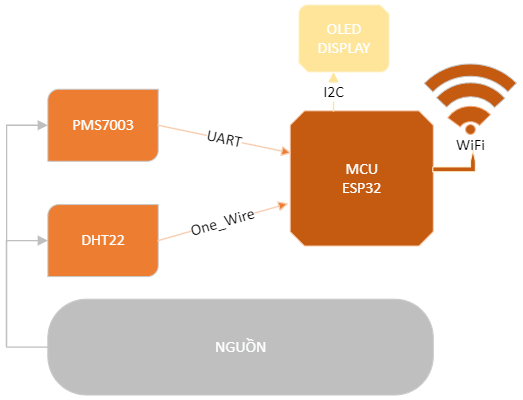 OLED
DISPLAY
I2C
WiFi
PMS7003
UART
MCU
ESP32
DHT22
One_Wire
NGUỒN